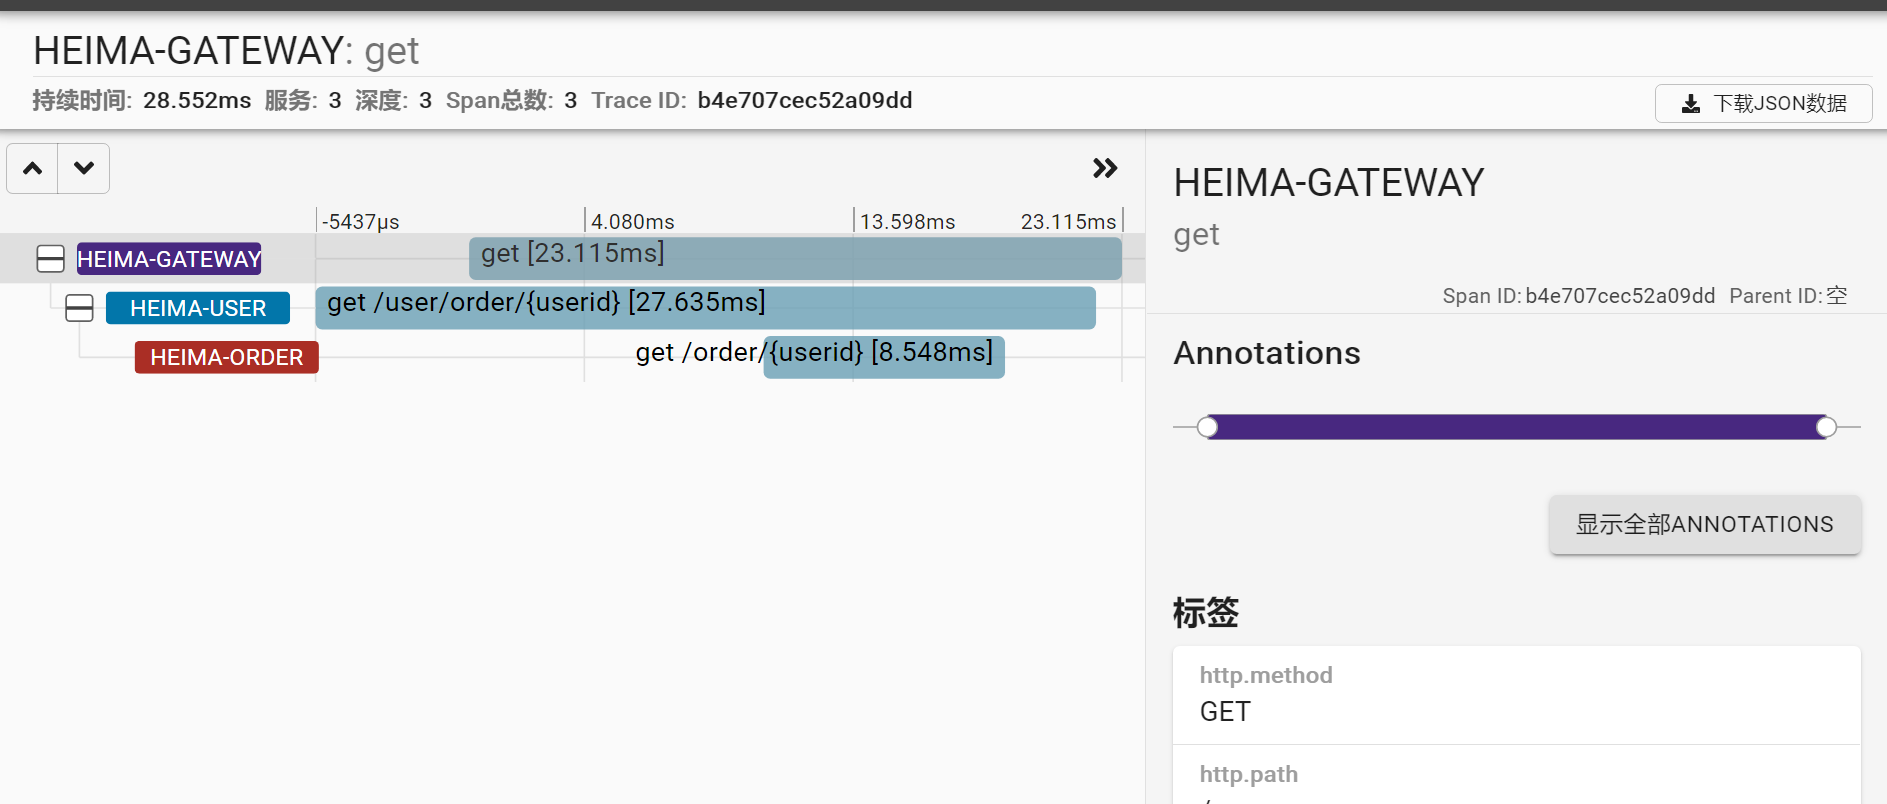 HEIMA-GATEWAY: get
持续时间: 28.552ms 服务: 3 深度: 3 Span总数: 3 Trace ID: b4e707cec52a09dd
下载JSON数据
-5437μs 4.080ms 13.598ms 23.115ms
HEIMA-GATEWAY get [23.115ms]
HEIMA-USER get /user/order/{userid} [27.635ms]
HEIMA-ORDER get /order/{userid} [8.548ms]
HEIMA-GATEWAY
get
Span ID: b4e707cec52a09dd Parent ID: 空
Annotations
显示全部ANNOTATIONS
标签
http.method
GET
http.path